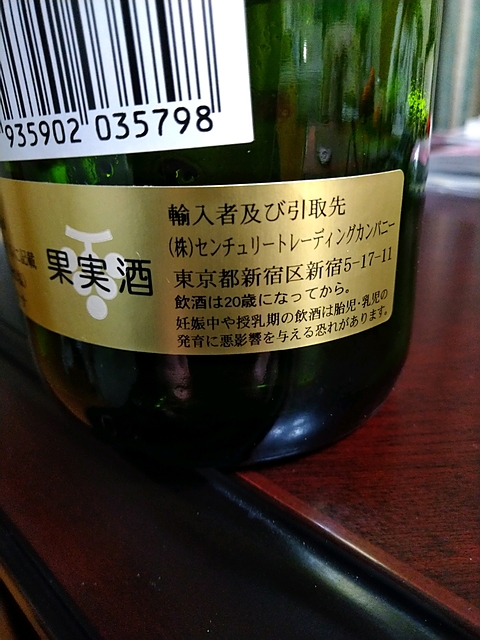 935902 035798
輸入者及び引取先
(株)センチュリートレーディングカンパニー
東京都新宿区新宿5-17-11
飲酒は20歳になってから。
妊娠中や授乳期の飲酒は胎児・乳児の
発育に悪影響を与える恐れがあります。
果実酒
記載